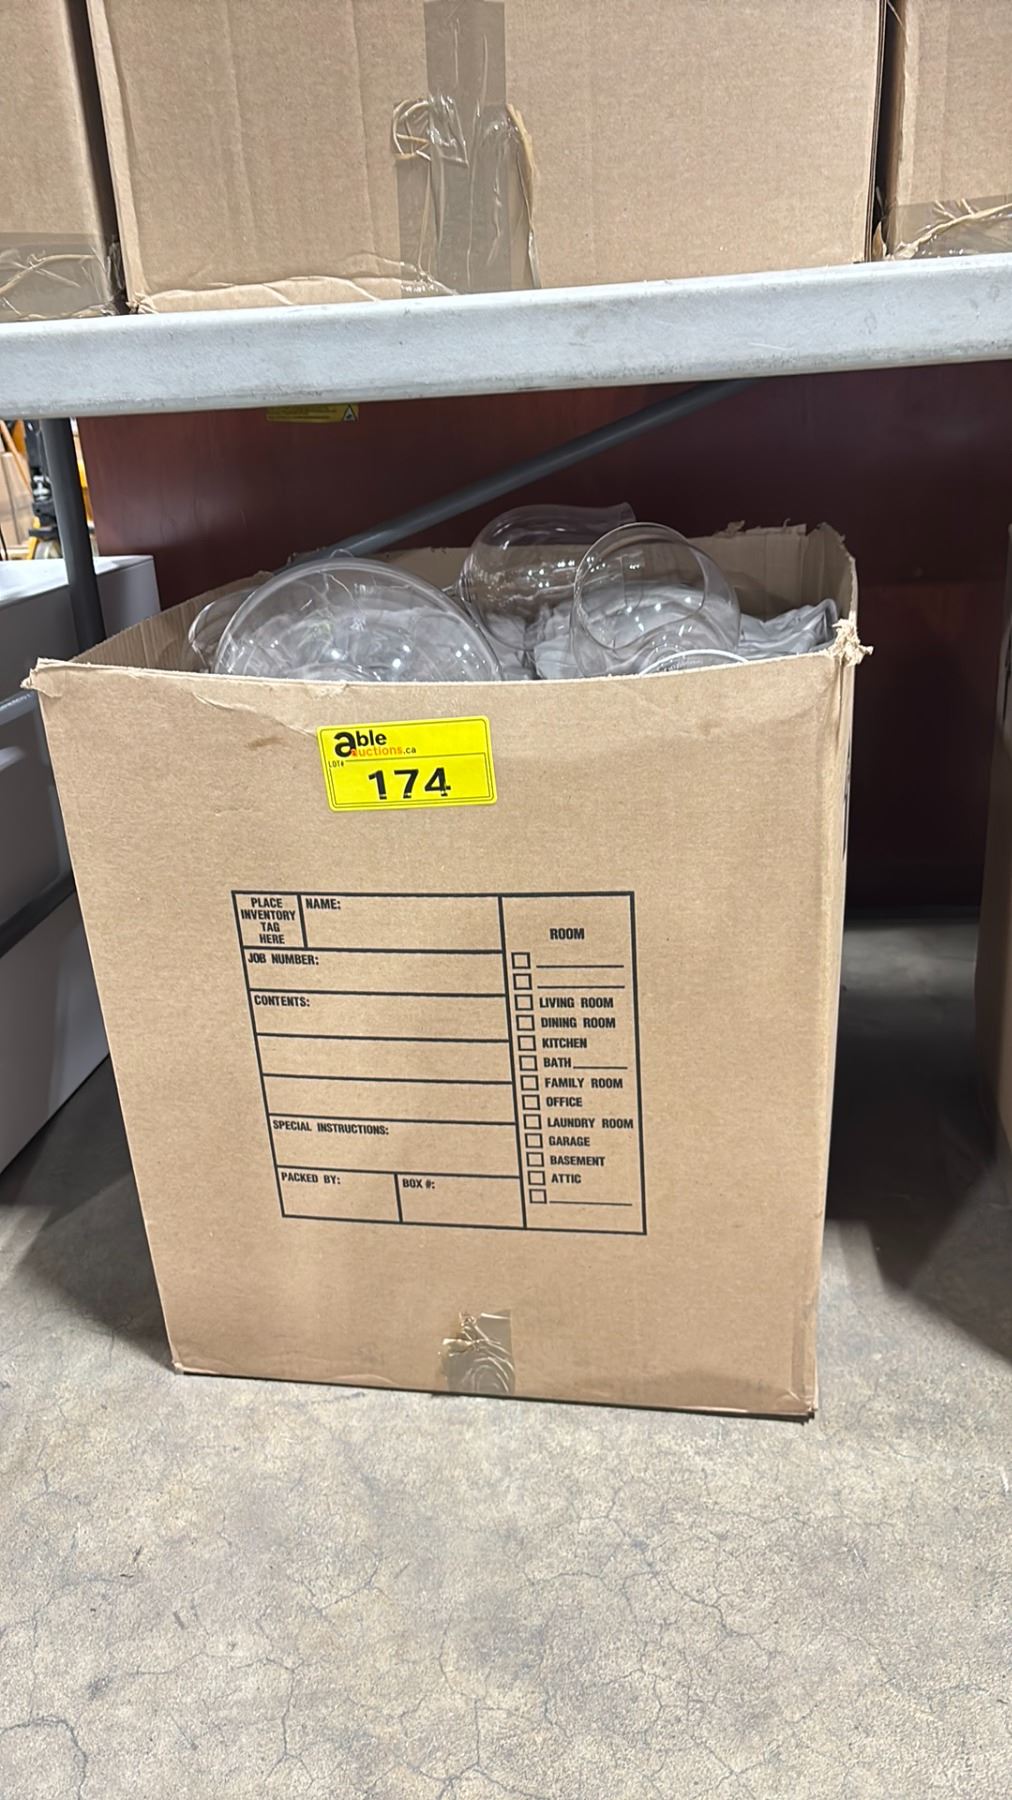 able
auctions.ca
LOT#
174
PLACE
INVENTORY
TAG
HERE
NAME:
JOB NUMBER:
CONTENTS:
SPECIAL INSTRUCTIONS:
PACKED BY:
BOX #:
ROOM
LIVING ROOM
DINING ROOM
KITCHEN
BATH
FAMILY ROOM
OFFICE
LAUNDRY ROOM
GARAGE
BASEMENT
ATTIC